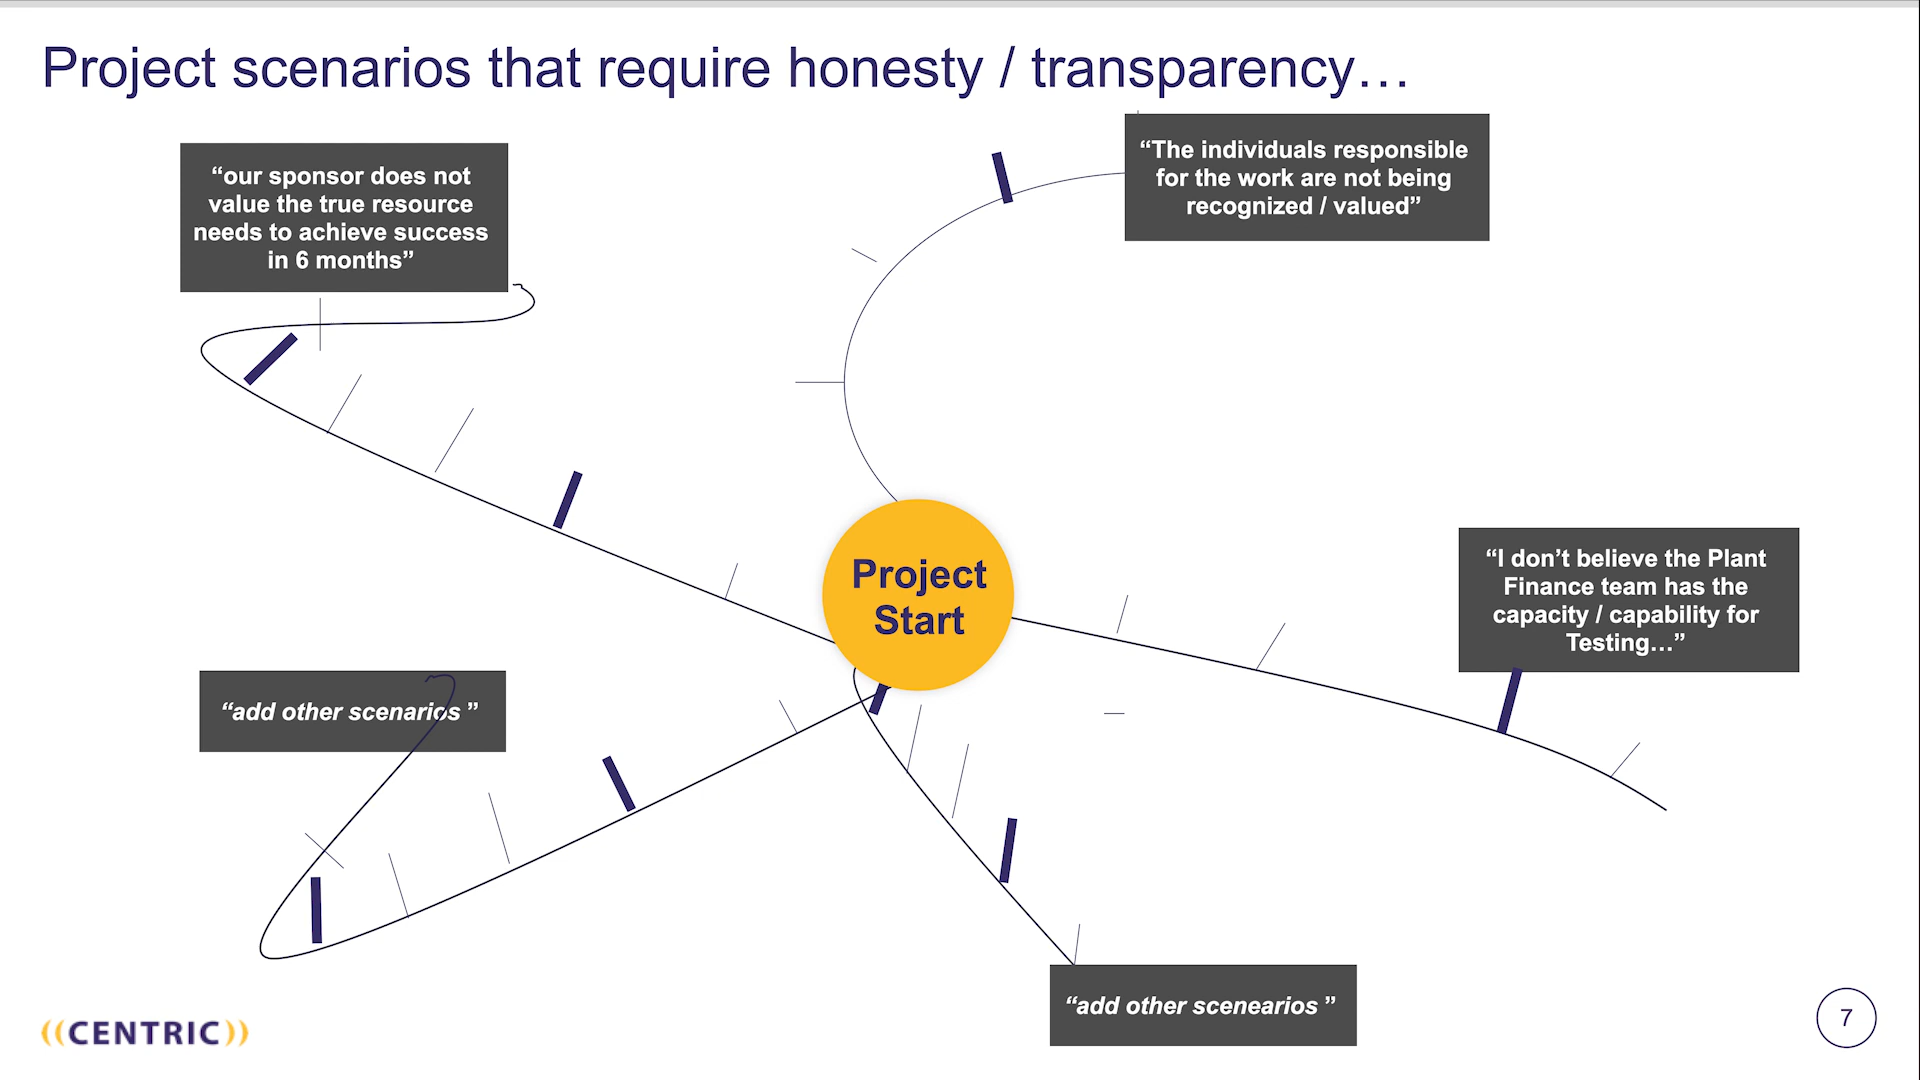 Project scenarios that require honesty / transparency…
“our sponsor does not
value the true resource
needs to achieve success
in 6 months”
“The individuals responsible
for the work are not being
recognized / valued”
Project
Start
“I don’t believe the Plant
Finance team has the
capacity / capability for
Testing…”
“add other scenarios ”
“add other scenearios ”
((CENTRIC))
7